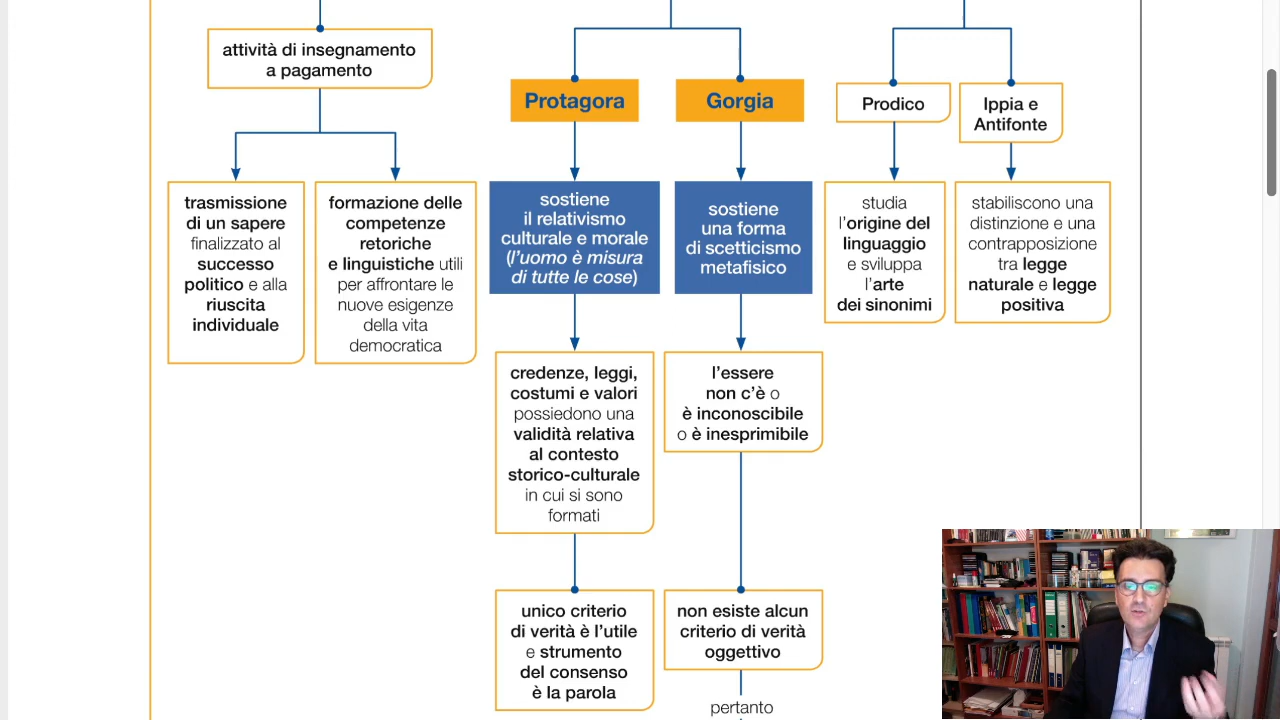 attività di insegnamento
a pagamento
trasmissione
di un sapere
finalizzato al
successo
politico e alla
riuscita
individuale
formazione delle
competenze
retoriche
e linguistiche utili
per affrontare le
nuove esigenze
della vita
democratica
Protagora
sostiene
il relativismo
culturale e morale
(l'uomo è misura
di tutte le cose)
credenze, leggi,
costumi e valori
possiedono una
validità relativa
al contesto
storico-culturale
in cui si sono
formati
unico criterio
di verità è l'utile
e strumento
del consenso
è la parola
Gorgia
sostiene
una forma
di scetticismo
metafisico
l'essere
non c'è o
è inconoscibile
o è inesprimibile
non esiste alcun
criterio di verità
oggettivo
pertanto
Prodico
studia
l'origine del
linguaggio
e sviluppa
l'arte
dei sinonimi
Ippia e
Antifonte
stabiliscono una
distinzione e una
contrapposizione
tra legge
naturale e legge
positiva